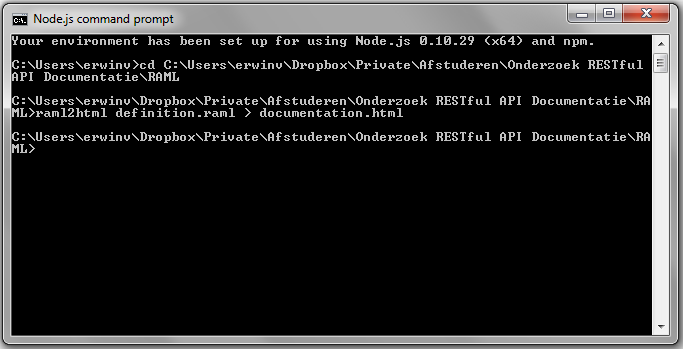 Node.js command prompt
Your environment has been set up for using Node.js 0.10.29 (x64) and npm.
C:\Users\erwinv>cd C:\Users\erwinv\Dropbox\Private\Afstuderen\Onderzoek RESTful
API Documentatie\RAML
C:\Users\erwinv\Dropbox\Private\Afstuderen\Onderzoek RESTful API Documentatie\RA
ML>raml2html definition.raml > documentation.html
C:\Users\erwinv\Dropbox\Private\Afstuderen\Onderzoek RESTful API Documentatie\RA
ML>